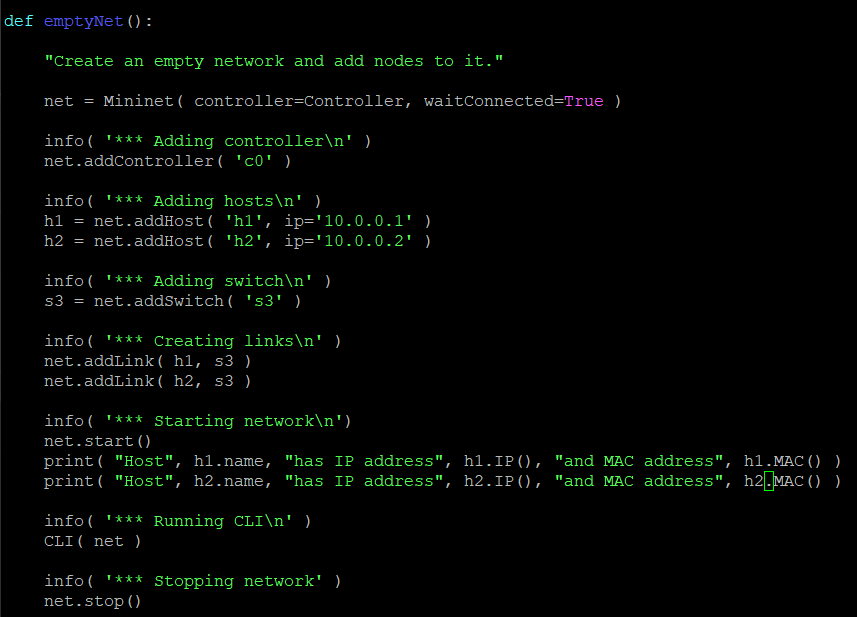 def emptyNet():
    "Create an empty network and add nodes to it."
    net = Mininet( controller=Controller, waitConnected=True )
    info( '*** Adding controller\n' )
    net.addController( 'c0' )
    info( '*** Adding hosts\n' )
    h1 = net.addHost( 'h1', ip='10.0.0.1' )
    h2 = net.addHost( 'h2', ip='10.0.0.2' )
    info( '*** Adding switch\n' )
    s3 = net.addSwitch( 's3' )
    info( '*** Creating links\n' )
    net.addLink( h1, s3 )
    net.addLink( h2, s3 )
    info( '*** Starting network\n')
    net.start()
    print( "Host", h1.name, "has IP address", h1.IP(), "and MAC address", h1.MAC() )
    print( "Host", h2.name, "has IP address", h2.IP(), "and MAC address", h2.MAC() )
    info( '*** Running CLI\n' )
    CLI( net )
    info( '*** Stopping network' )
    net.stop()